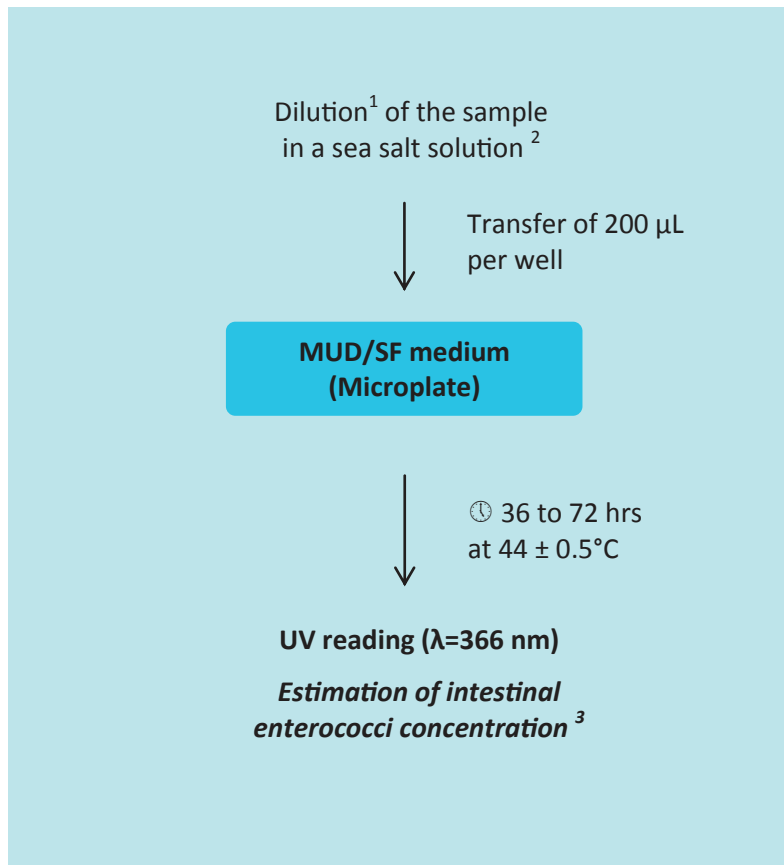 Dilution¹ of the sample
in a sea salt solution ²
Transfer of 200 µL
per well
MUD/SF medium
(Microplate)
🕔 36 to 72 hrs
at 44 ± 0.5°C
UV reading (λ=366 nm)
Estimation of intestinal
enterococci concentration ³